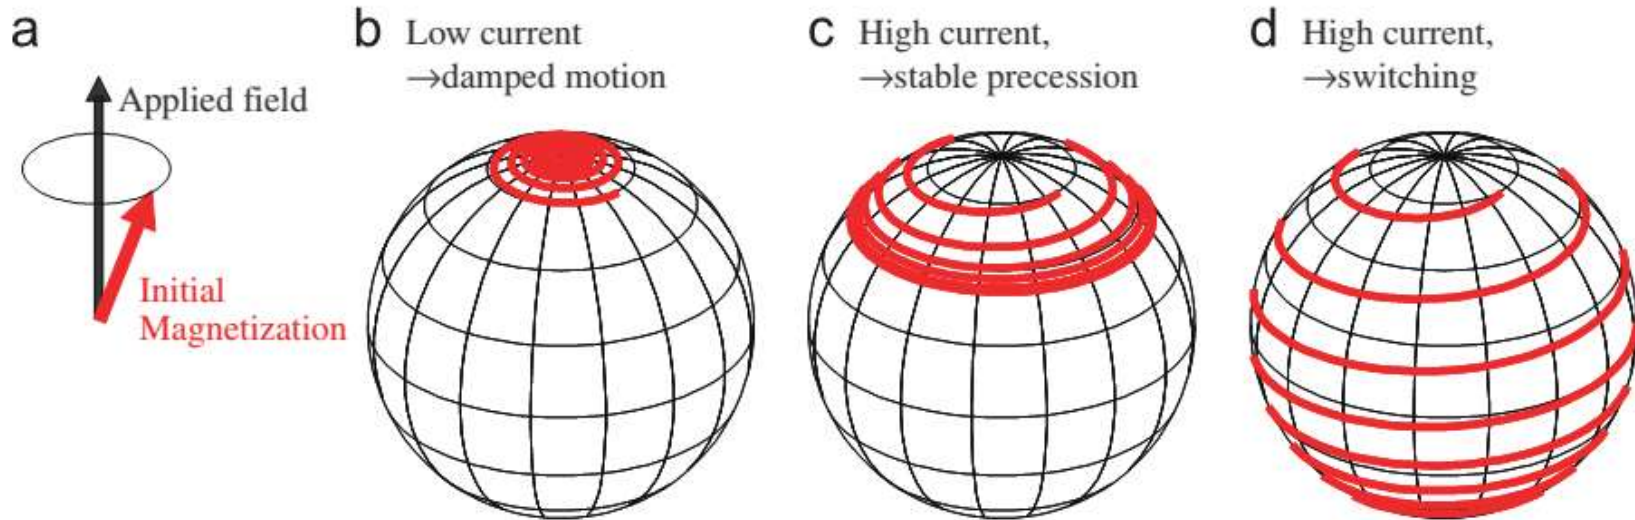 a
Applied field
Initial
Magnetization
b Low current
→damped motion
c High current,
→stable precession
d High current,
→switching